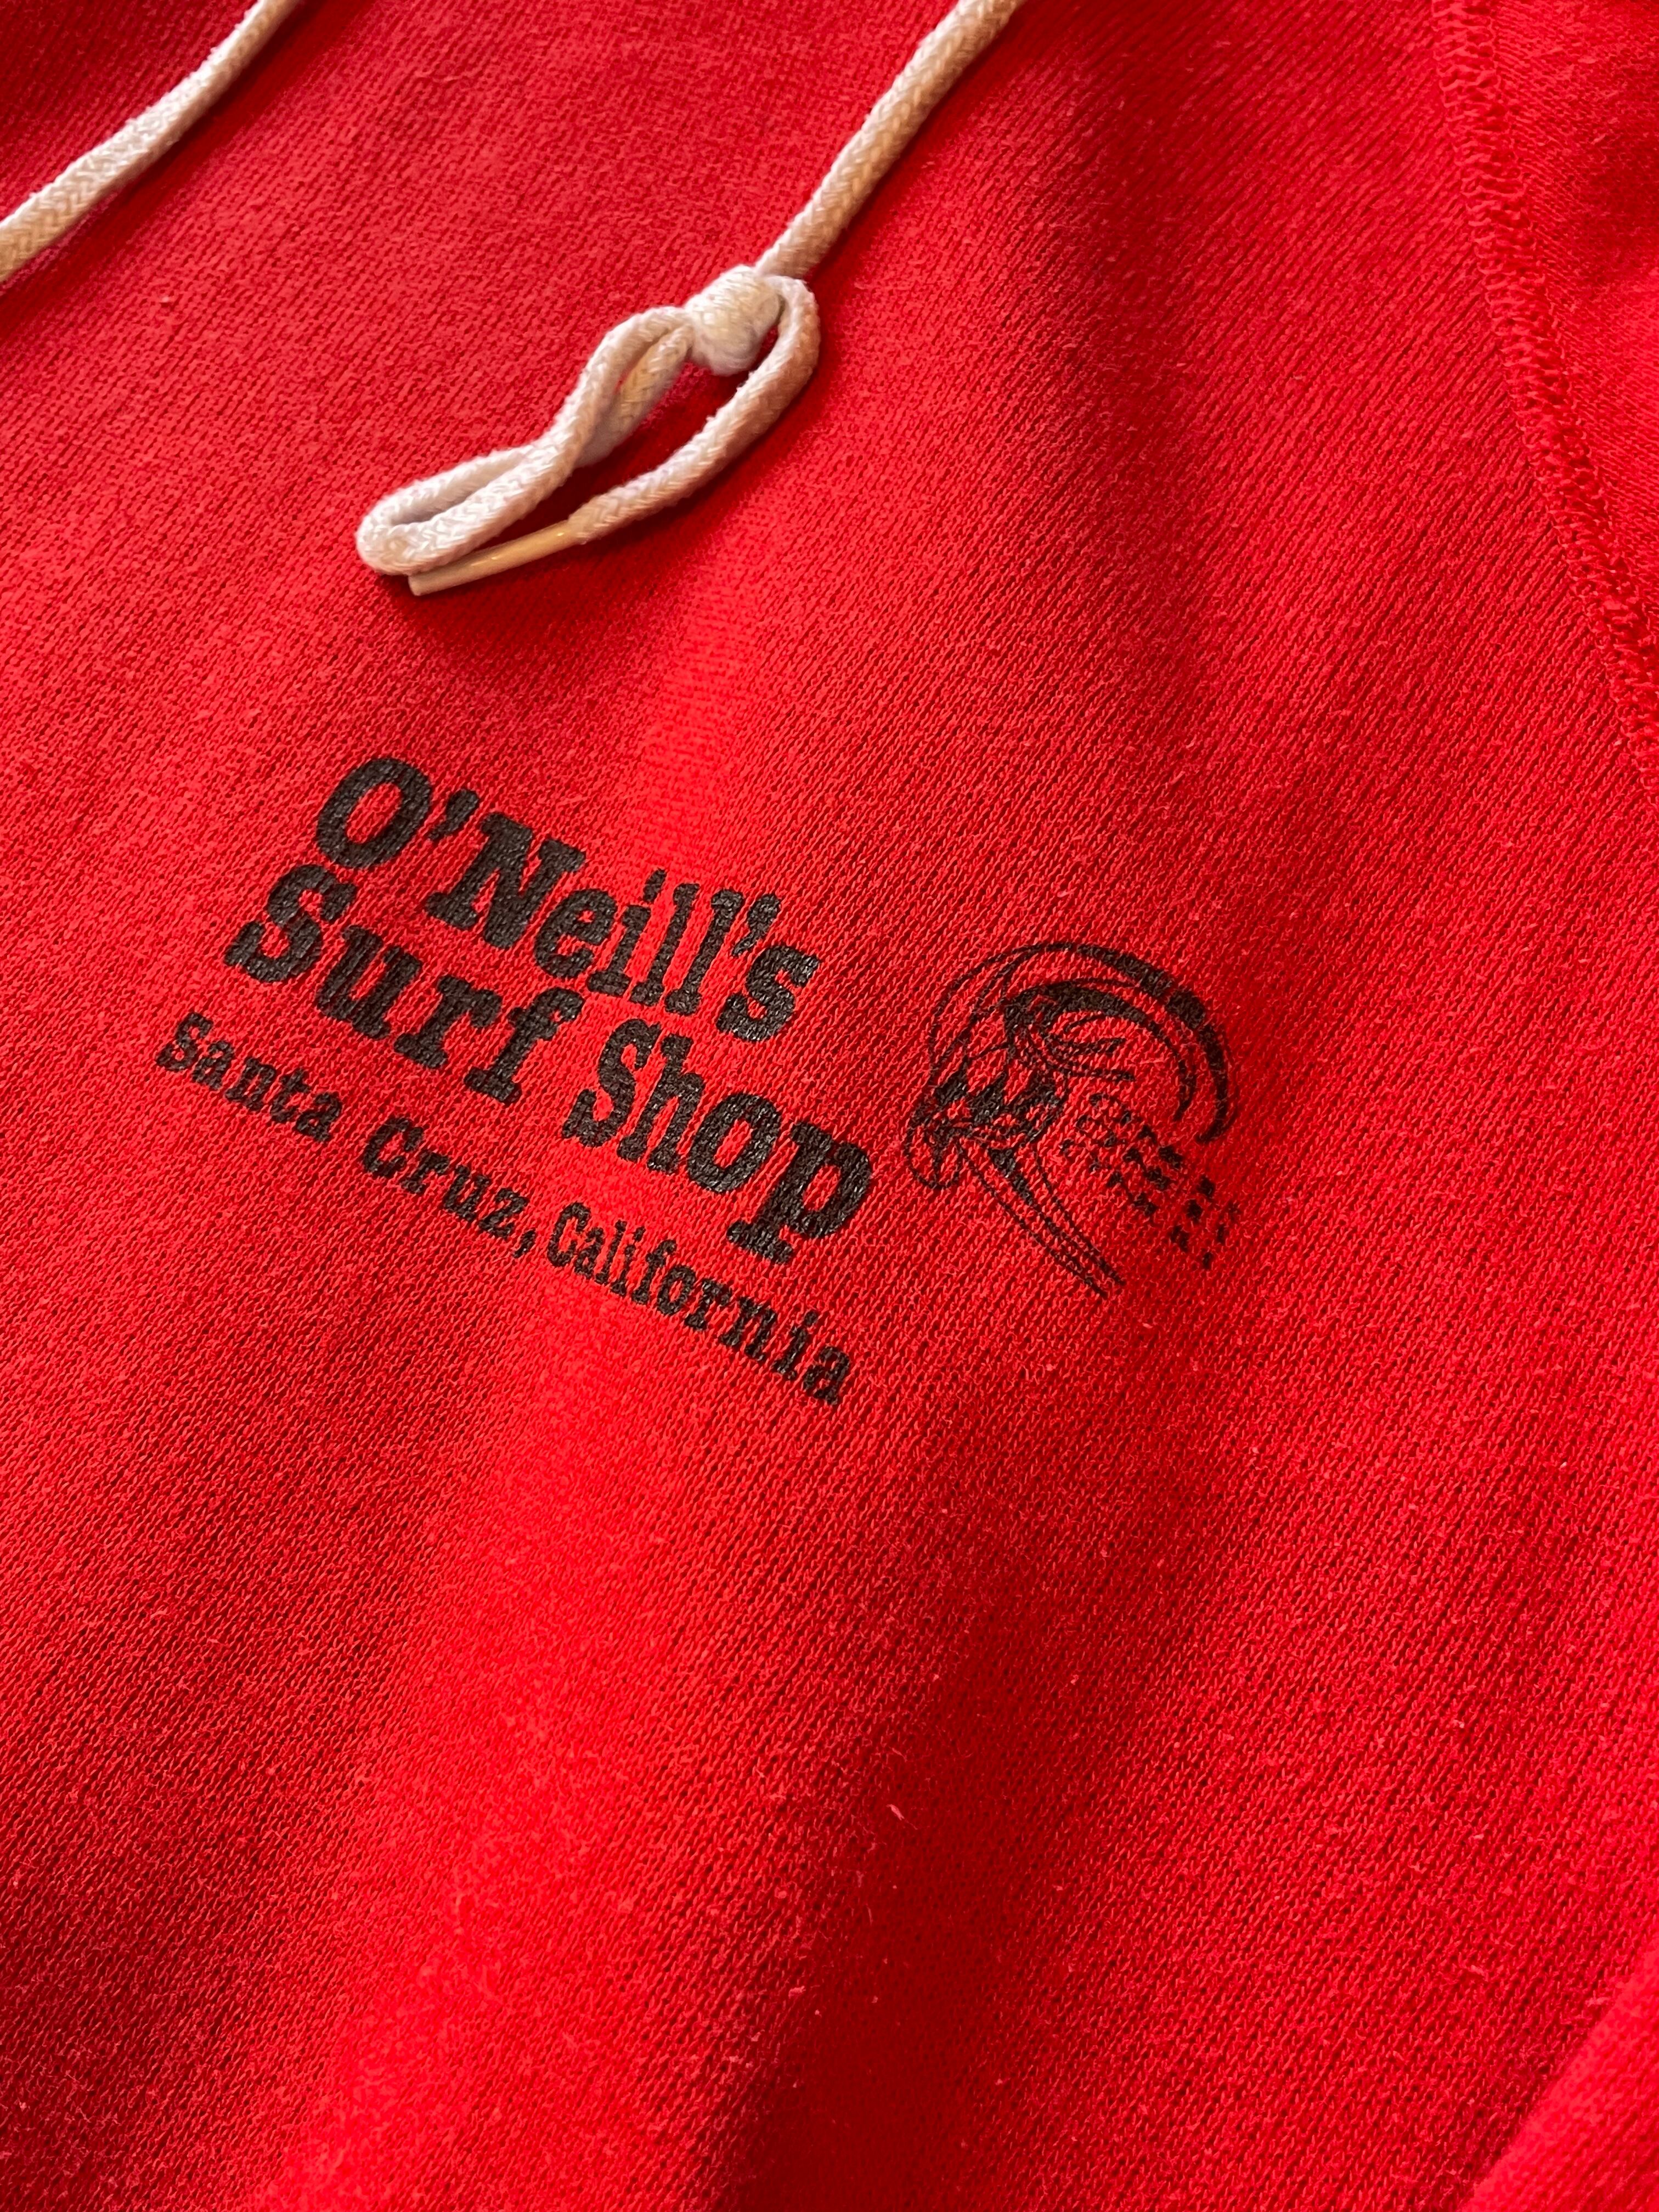 O'Neill's
Surf Shop
Santa Cruz, California